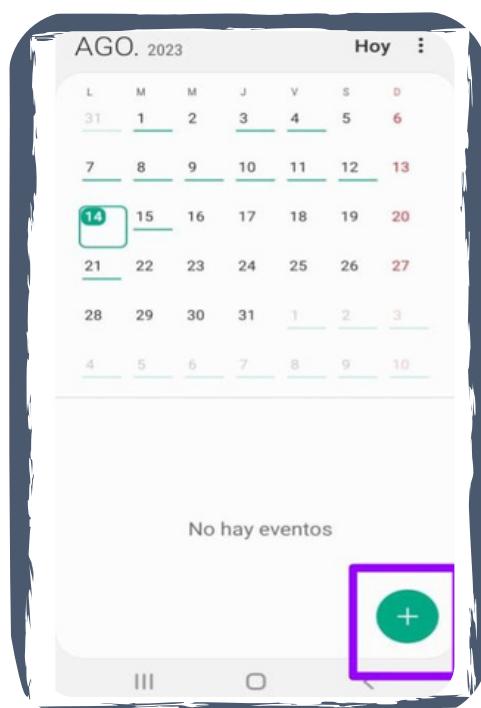 AGO. 2023 Hoy
L M M J V S D
31 1 2 3 4 5 6
7 8 9 10 11 12 13
14 15 16 17 18 19 20
21 22 23 24 25 26 27
28 29 30 31 1 2 3
4 5 6 7 8 9 10
No hay eventos
+